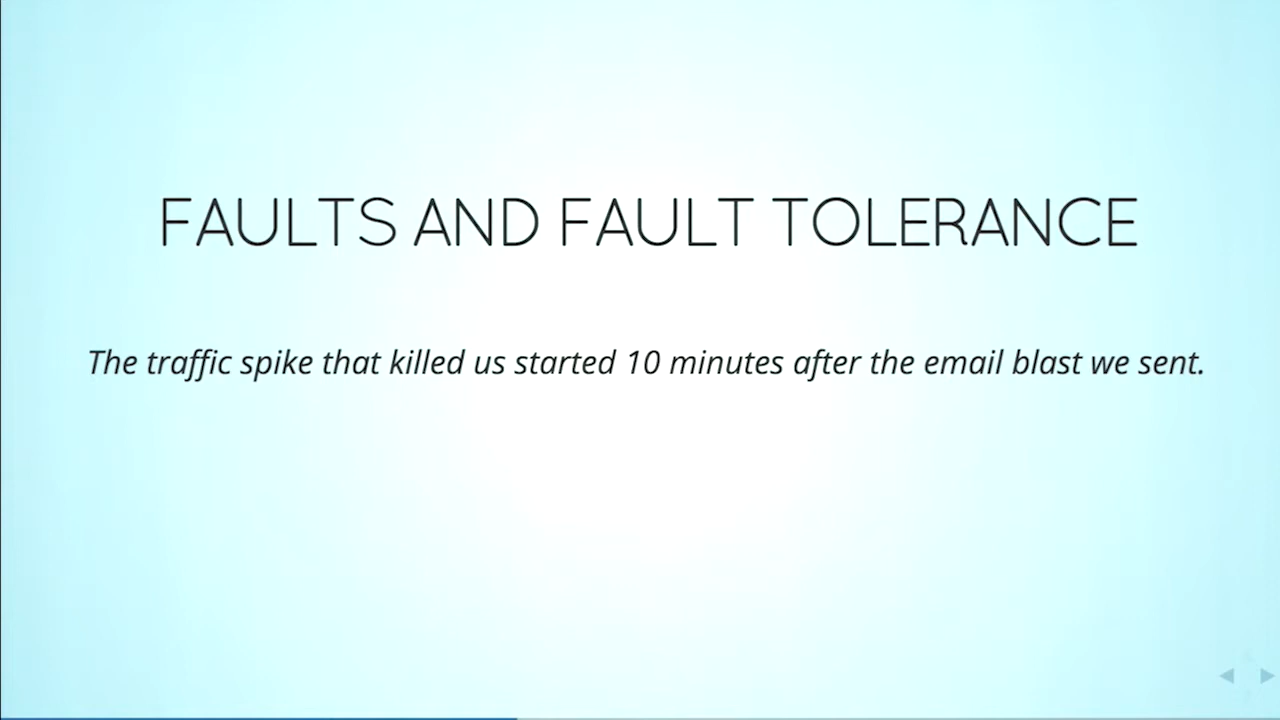 FAULTS AND FAULT TOLERANCE
The traffic spike that killed us started 10 minutes after the email blast we sent.